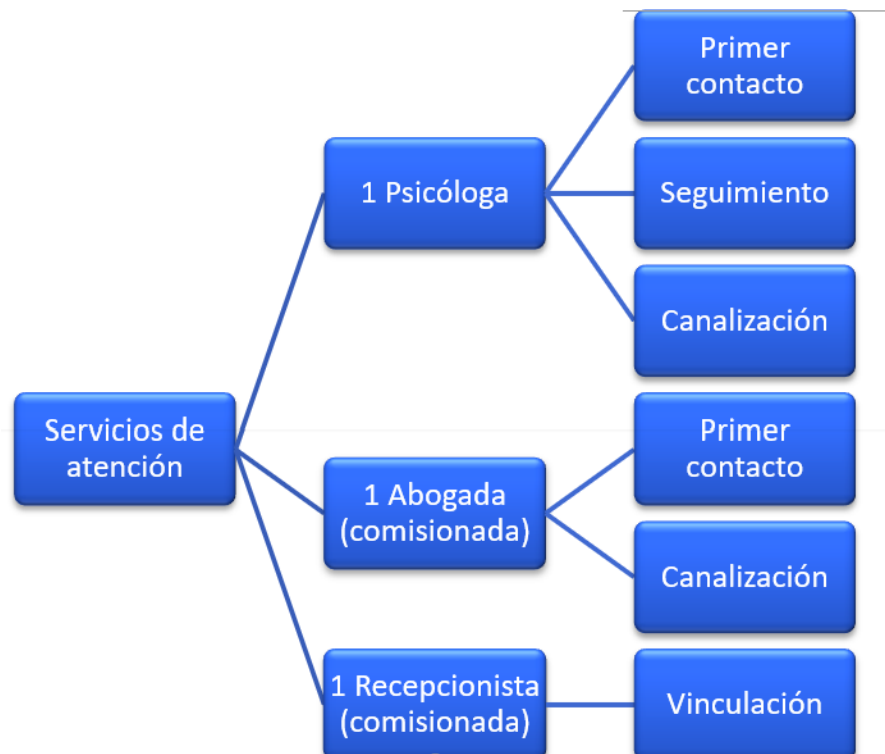 Servicios de
atención
1 Psicóloga
Primer
contacto
Seguimiento
Canalización
1 Abogada
(comisionada)
Primer
contacto
Canalización
1 Recepcionista
(comisionada)
Vinculación